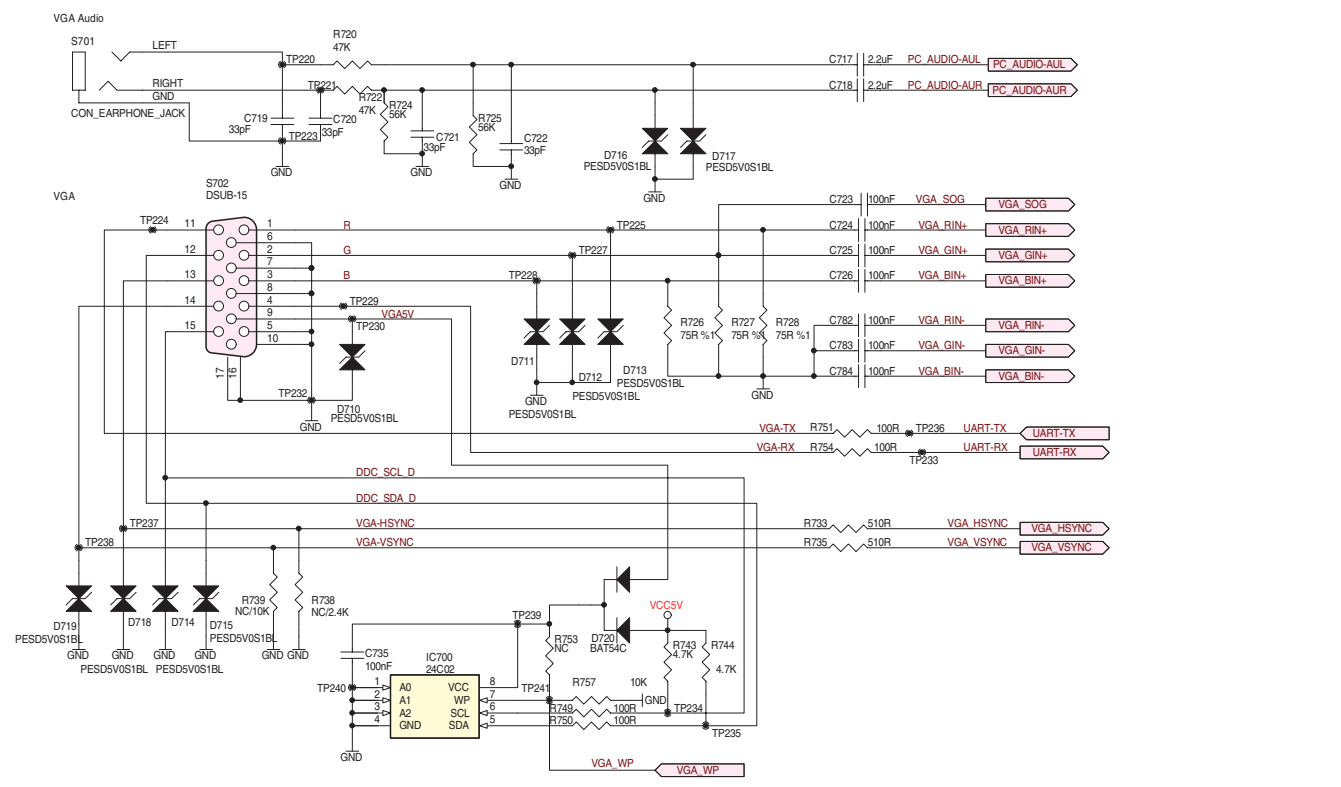 VGA Audio
S701
LEFT
RIGHT
GND
CON_EARPHONE_JACK
TP220
TP221
TP223
R720
47K
R722
47K
R724
56K
C719
33pF
C720
33pF
C721
33pF
R725
56K
C722
33pF
GND
GND
GND
D716
PESD5V0S1BL
D717
PESD5V0S1BL
GND
C717
2.2uF
PC_AUDIO-AUL
PC_AUDIO-AUL
C718
2.2uF
PC_AUDIO-AUR
PC_AUDIO-AUR
VGA
S702
DSUB-15
TP224
11
12
13
14
15
1
6
2
7
3
8
4
9
5
10
17
16
R
G
B
TP225
TP227
TP228
TP229
VGA5V
TP230
TP232
GND
D710
PESD5V0S1BL
D711
GND
PESD5V0S1BL
D712
PESD5V0S1BL
D713
PESD5V0S1BL
R726
75R %1
R727
75R %1
R728
75R %1
GND
C723
100nF
VGA_SOG
VGA_SOG
C724
100nF
VGA_RIN+
VGA_RIN+
C725
100nF
VGA_GIN+
VGA_GIN+
C726
100nF
VGA_BIN+
VGA_BIN+
C782
100nF
VGA_RIN-
VGA_RIN-
C783
100nF
VGA_GIN-
VGA_GIN-
C784
100nF
VGA_BIN-
VGA_BIN-
VGA-TX
R751
100R
TP236
UART-TX
UART-TX
VGA-RX
R754
100R
TP233
UART-RX
UART-RX
DDC_SCL_D
DDC_SDA_D
TP237
VGA-HSYNC
R733
510R
VGA_HSYNC
VGA_HSYNC
TP238
VGA-VSYNC
R735
510R
VGA_VSYNC
VGA_VSYNC
D719
PESD5V0S1BL
GND
D718
GND
PESD5V0S1BL
D714
GND
PESD5V0S1BL
D715
PESD5V0S1BL
GND
R739
NC/10K
GND
R738
NC/2.4K
GND
TP239
C735
100nF
TP240
GND
IC700
24C02
1
2
3
4
A0
A1
A2
GND
VCC
WP
SCL
SDA
8
7
6
5
TP241
R753
NC
D720
BAT54C
VCC5V
R743
4.7K
R744
4.7K
R757
10K
GND
R749
100R
TP234
R750
100R
TP235
VGA_WP
VGA_WP